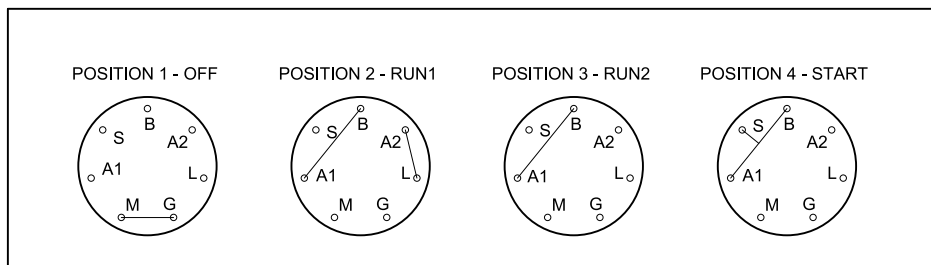 POSITION 1 - OFF
POSITION 2 - RUN1
POSITION 3 - RUN2
POSITION 4 - START
B
S
A2
A1
L
M
G
B
S
A2
A1
L
M
G
B
S
A2
A1
L
M
G
B
S
A2
A1
L
M
G